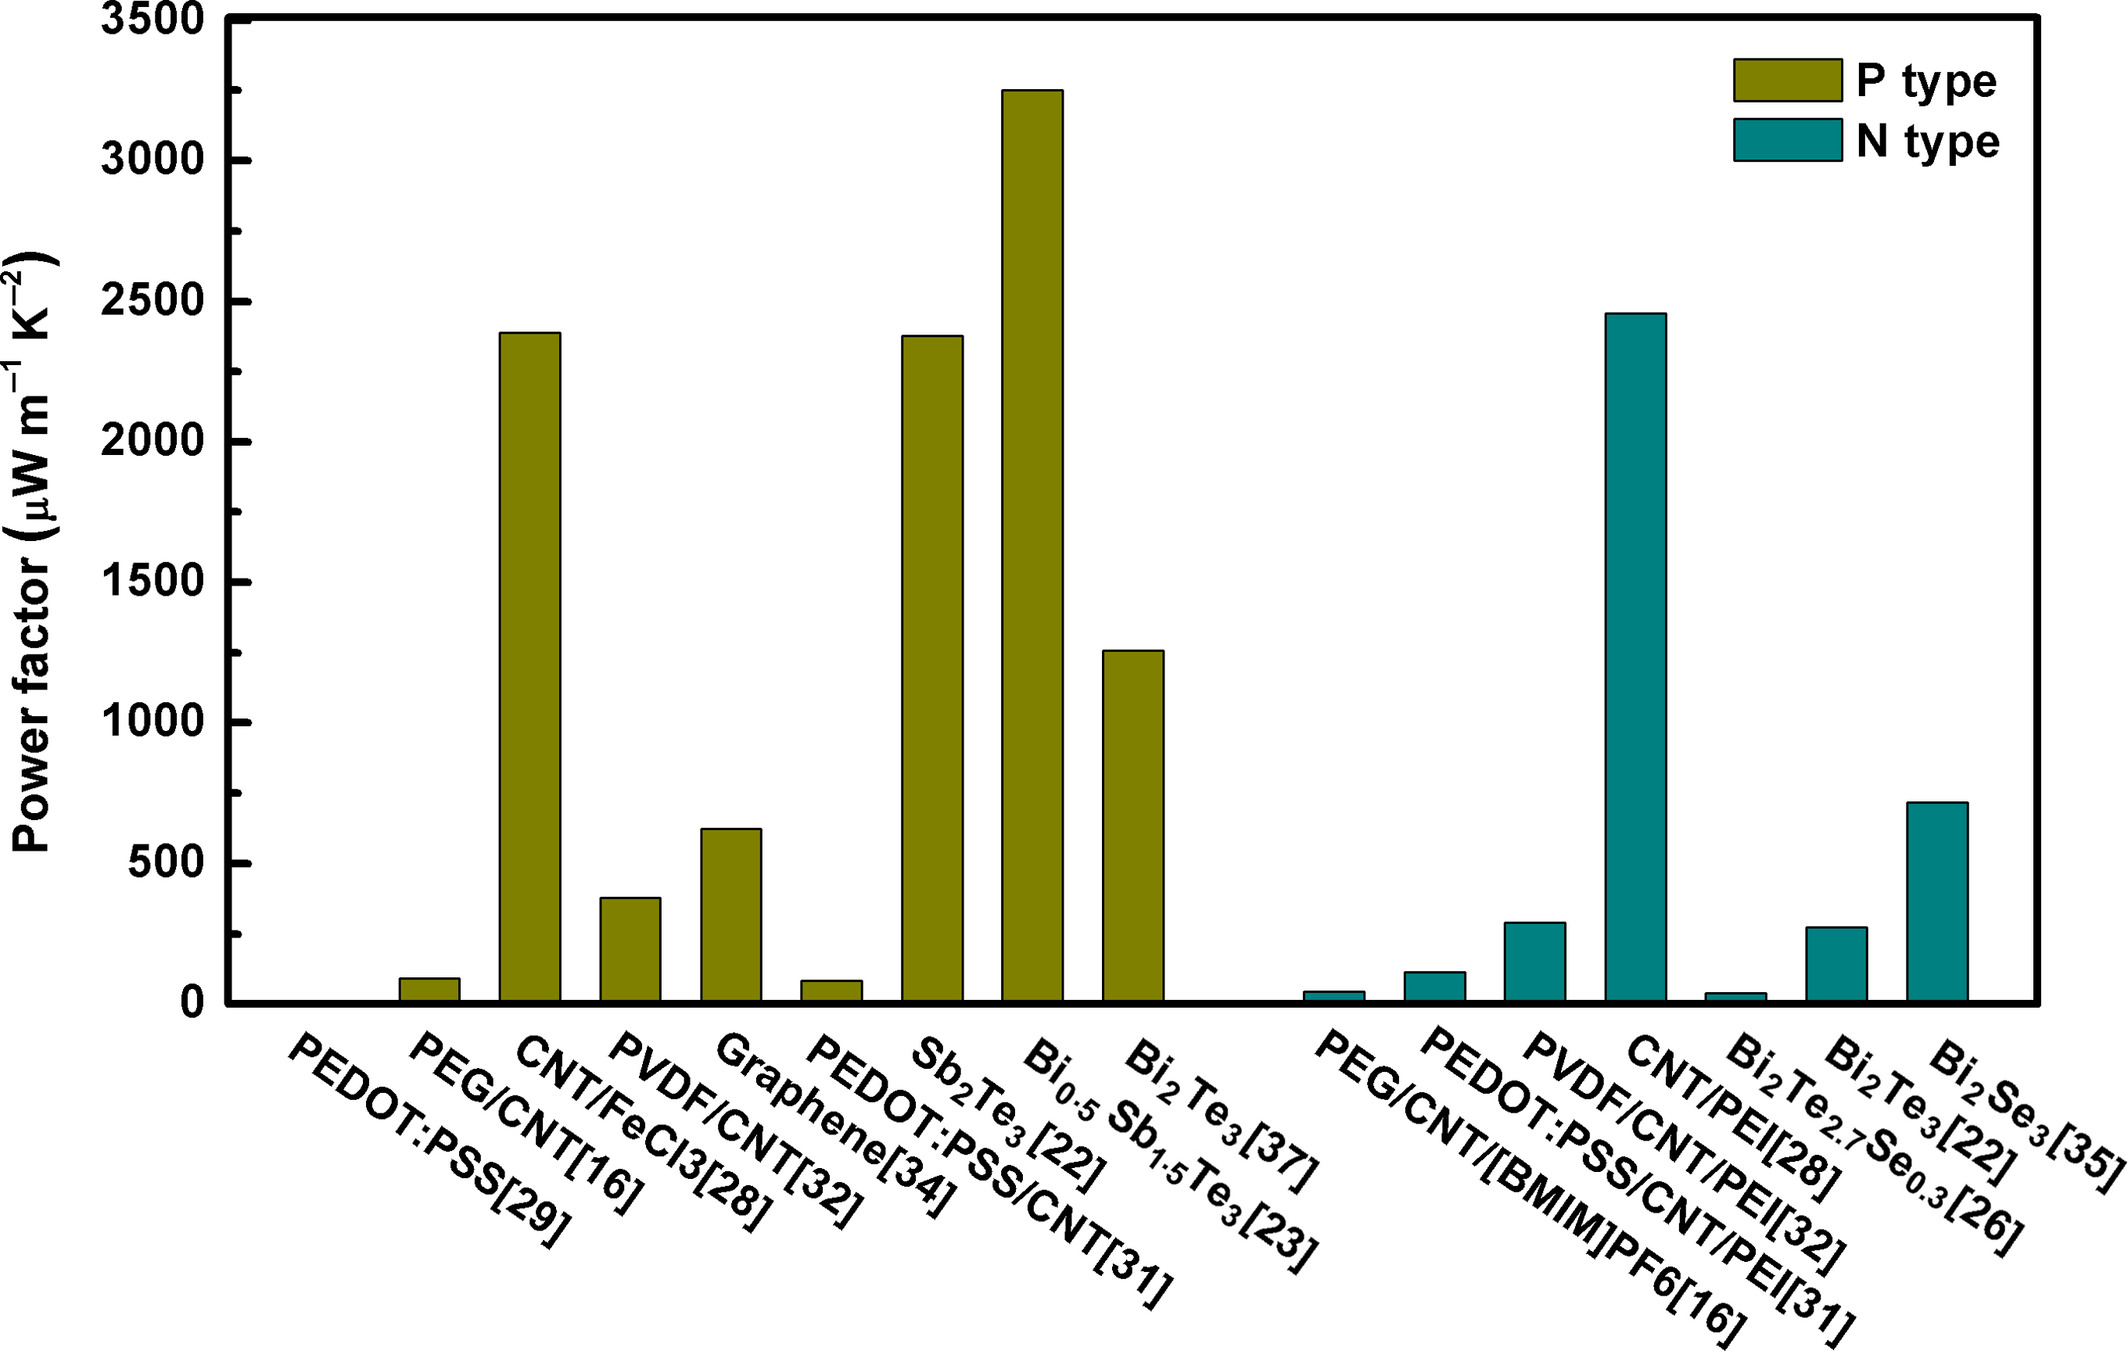 3500
3000
2500
2000
1500
1000
500
0
Power factor (μW m⁻¹ K⁻²)
P type
N type
PEDOT:PSS[29]
PEG/CNT[16]
CNT/FeCl3[28]
PVDF/CNT[32]
Graphene[34]
PEDOT:PSS/CNT[31]
Sb₂Te₃[22]
Bi₀.₅Sb₁.₅Te₃[23]
Bi₂Te₃[37]
PEG/CNT/[BMIM]PF6[16]
PEDOT:PSS/CNT/PEI[31]
PVDF/CNT/PEI[32]
CNT/PEI[28]
Bi₂Te₂.₇Se₀.₃[26]
Bi₂Te₃[22]
Bi₂Se₃[35]